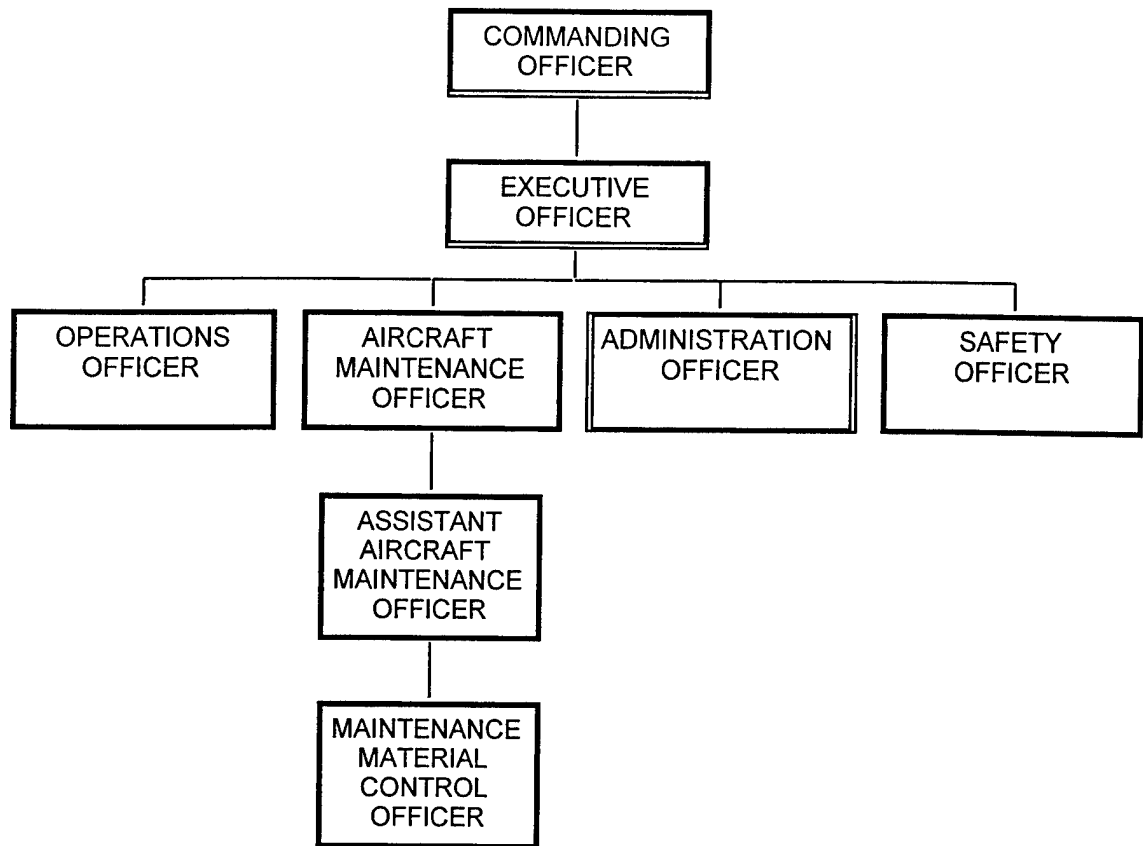 COMMANDING
OFFICER
EXECUTIVE
OFFICER
OPERATIONS
OFFICER
AIRCRAFT
MAINTENANCE
OFFICER
ADMINISTRATION
OFFICER
SAFETY
OFFICER
ASSISTANT
AIRCRAFT
MAINTENANCE
OFFICER
MAINTENANCE
MATERIAL
CONTROL
OFFICER